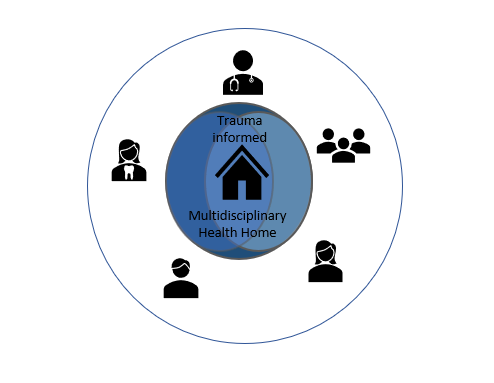 Trauma
informed
Multidisciplinary
Health Home